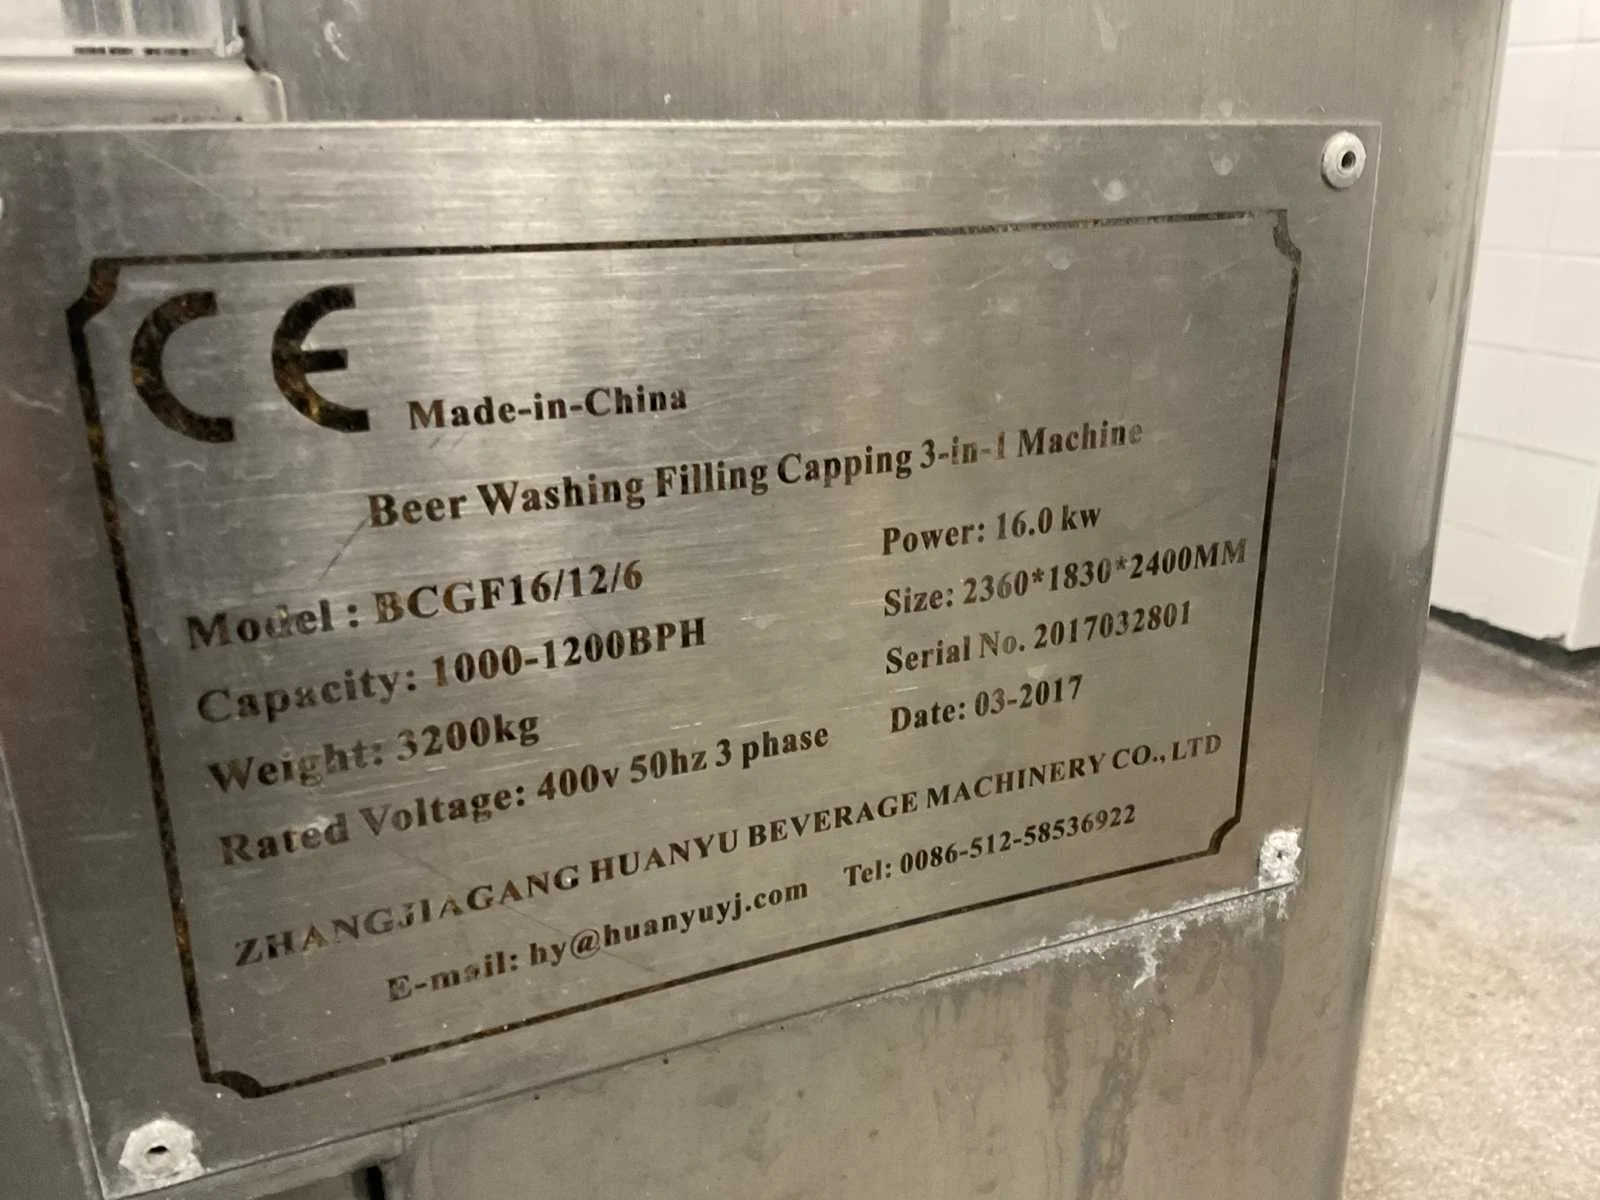 CE Made-in-China
Beer Washing Filling Capping 3-in-1 Machine
Model : BCGF16/12/6
Capacity: 1000-1200BPH
Weight: 3200kg
Rated Voltage: 400v 50hz 3 phase
Power: 16.0 kw
Size: 2360*1830*2400MM
Serial No. 2017032801
Date: 03-2017
ZHANGJIAGANG HUANYU BEVERAGE MACHINERY CO., LTD
E-mail: hy@huanyuyj.com Tel: 0086-512-58536922